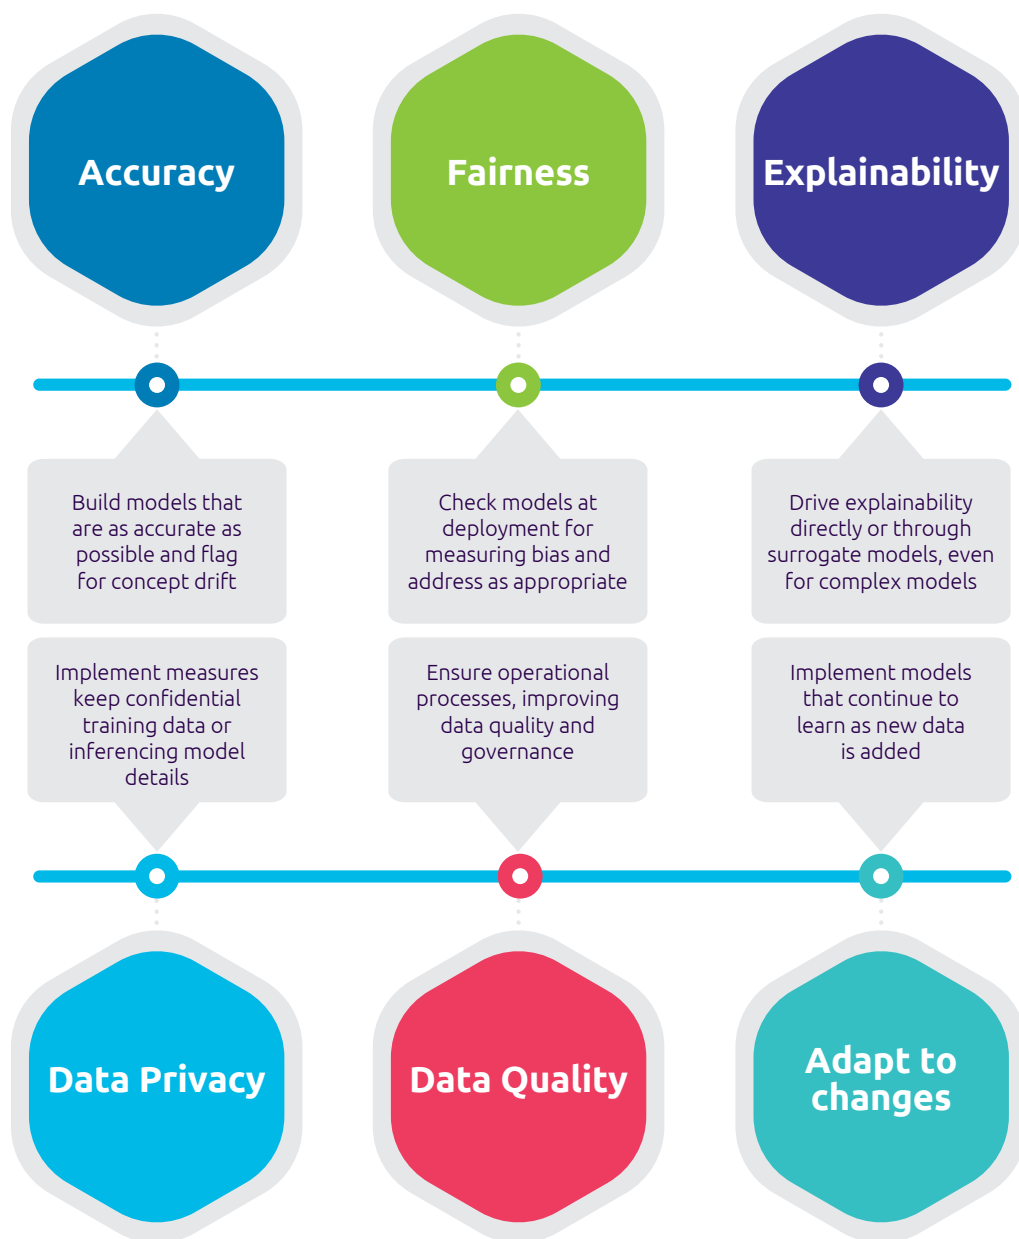 Accuracy
Fairness
Explainability
Build models that
are as accurate as
possible and flag
for concept drift
Check models at
deployment for
measuring bias and
address as appropriate
Drive explainability
directly or through
surrogate models, even
for complex models
Implement measures
keep confidential
training data or
inferencing model
details
Ensure operational
processes, improving
data quality and
governance
Implement models
that continue to
learn as new data
is added
Data Privacy
Data Quality
Adapt to
changes